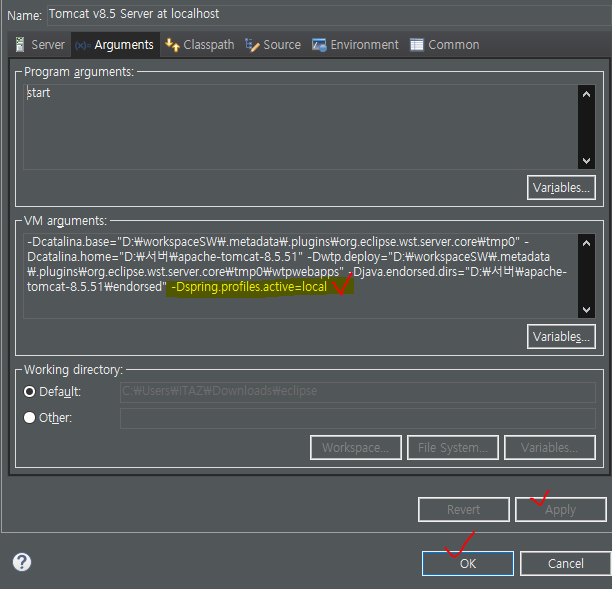 Name: Tomcat v8.5 Server at localhost
Server (x)= Arguments Classpath Source Environment Common
Program arguments:
start
Variables...
VM arguments:
-Dcatalina.base="D:₩workspaceSW₩.metadata₩.plugins₩org.eclipse.wst.server.core₩tmp0" -
Dcatalina.home="D:₩서버₩apache-tomcat-8.5.51" -Dwtp.deploy="D:₩workspaceSW₩.metadata
₩.plugins₩org.eclipse.wst.server.core₩tmp0₩wtpwebapps" -Djava.endorsed.dirs="D:₩서버₩apache-
tomcat-8.5.51₩endorsed" -Dspring.profiles.active=local
Variables...
Working directory:
Default: C:₩Users₩ITAZ₩Downloads₩eclipse
Other:
Workspace... File System... Variables...
Revert Apply
? OK Cancel